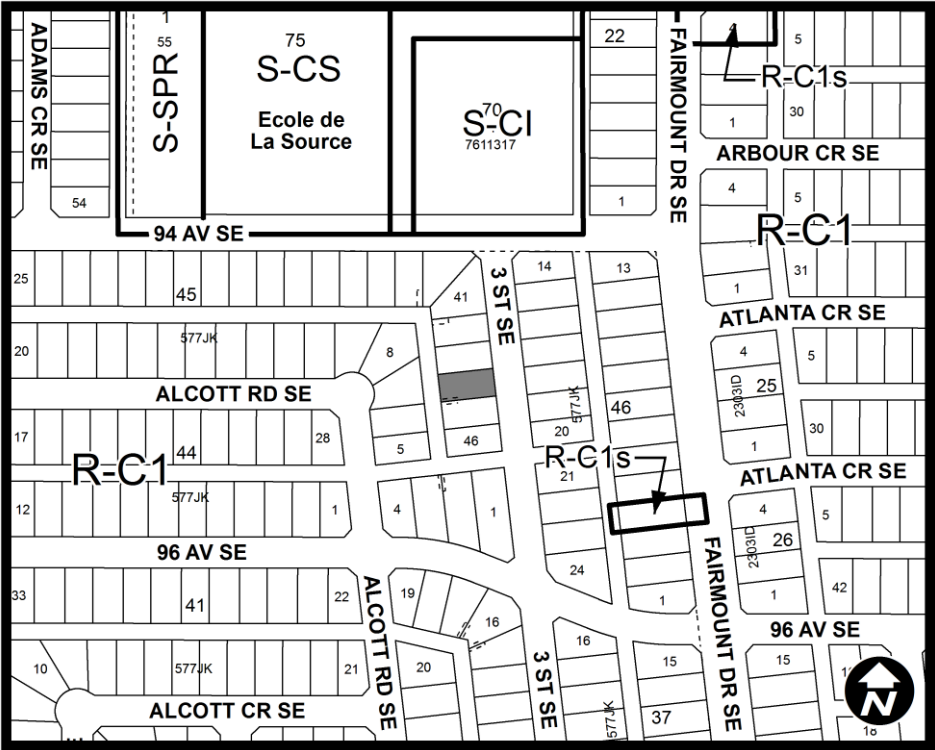 1
55
75
22
5
ADAMS CR SE
S-SPR
S-CS
Ecole de
La Source
70
S-CI
7611317
FAIRMOUNT DR SE
R-C1s
1
30
ARBOUR CR SE
54
1
4
5
94 AV SE
R-C1
25
45
41
3 ST SE
14
13
1
31
ATLANTA CR SE
577JK
20
8
4
5
ALCOTT RD SE
2303ID
25
577JK
46
17
44
28
5
46
20
1
30
R-C1
R-C1s
21
ATLANTA CR SE
12
577JK
1
4
1
4
5
96 AV SE
2303ID
26
FAIRMOUNT DR SE
24
33
41
22
ALCOTT RD SE
19
16
1
1
42
96 AV SE
10
577JK
21
20
3 ST SE
16
15
15
N
ALCOTT CR SE
577JK
37
18